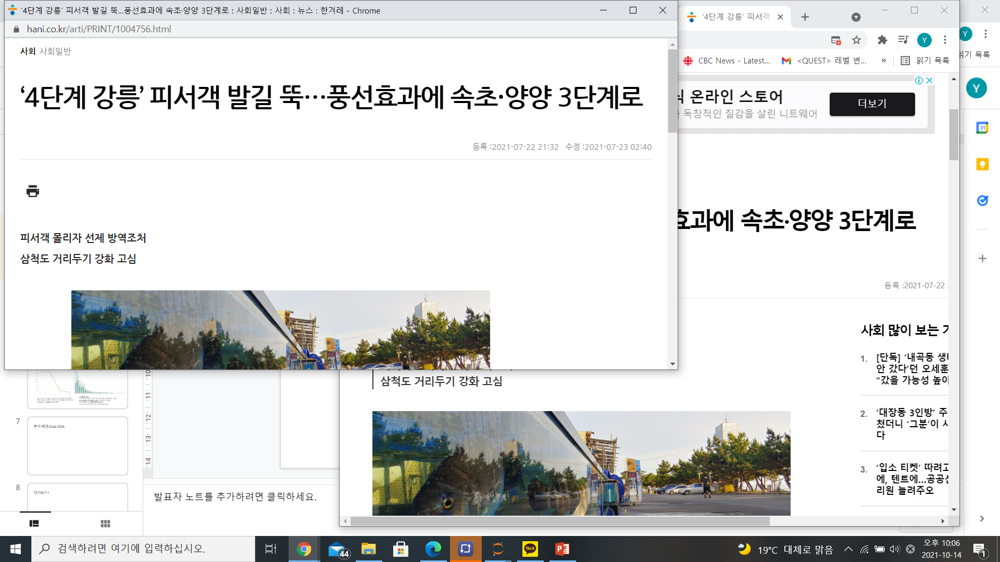 ‘4단계 강릉’ 피서객 발길 뚝...풍선효과에 속초·양양 3단계로 : 사회일반 : 사회 : 뉴스 : 한겨레 - Chrome
hani.co.kr/arti/PRINT/1004756.html
사회 사회일반
‘4단계 강릉’ 피서객 발길 뚝…풍선효과에 속초·양양 3단계로
등록 :2021-07-22 21:32 수정 :2021-07-23 02:40
피서객 몰리자 선제 방역조처
삼척도 거리두기 강화 고심
‘4단계 강릉’ 피서객
Y
Y
CBC News - Latest...
<QUEST> 레벨 변...
»
읽기 목록
읽기 목록
Y
식 온라인 스토어
독창적인 질감을 살린 니트웨어
더보기
31
효과에 속초·양양 3단계로
등록 :2021-07-22
사회 많이 보는
1. [단독] ‘내곡동 생태
안 갔다’던 오세훈
“갔을 가능성 높아
2. ‘대장동 3인방’ 주
쳤더니 ‘그분’이 시
다
3. ‘입소 티켓’ 따려고
에, 텐트에...공공산
리원 늘려주오
삼척도 거리두기 강화 고심
7
분석 배경-Data EDA
8
대시보드1
10
11
12
13
14
발표자 노트를 추가하려면 클릭하세요.
검색하려면 여기에 입력하십시오.
44
TALK
19°C 대체로 맑음
오후 10:06
2021-10-14
1